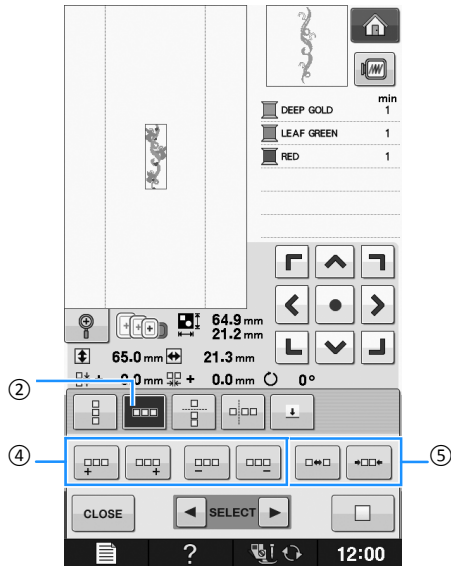 min
DEEP GOLD 1
LEAF GREEN 1
RED 1
64.9 mm
21.2 mm
65.0 mm 21.3 mm
+ 0.0 mm + 0.0 mm 0°
②
④
⑤
CLOSE SELECT
? 12:00